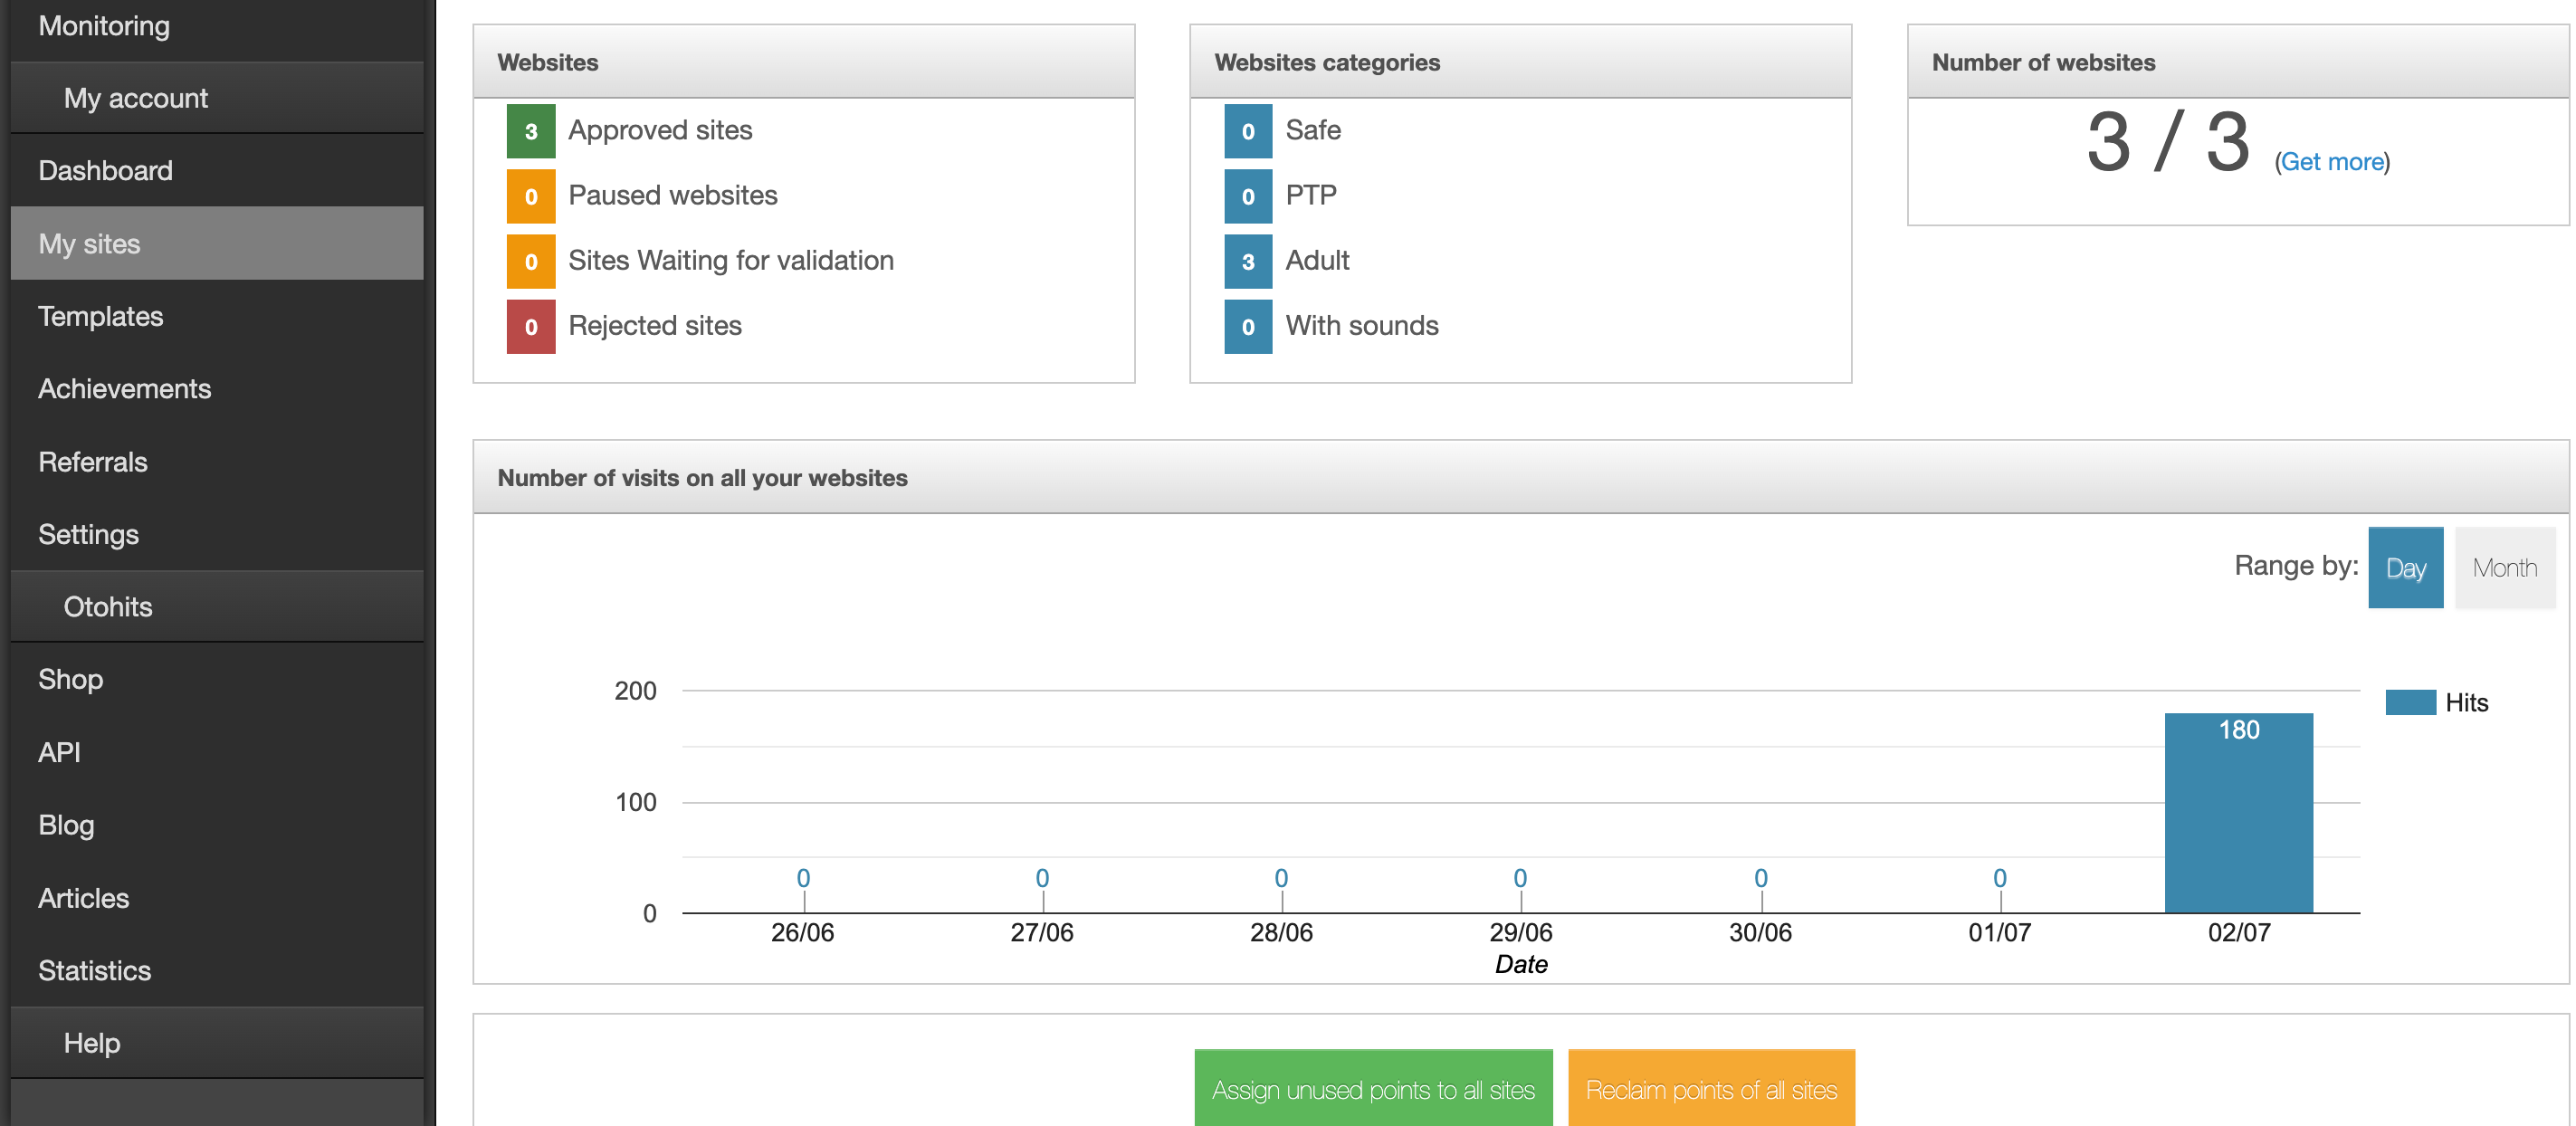 Monitoring
My account
Dashboard
My sites
Templates
Achievements
Referrals
Settings
Otohits
Shop
API
Blog
Articles
Statistics
Help
Websites
3 Approved sites
0 Paused websites
0 Sites Waiting for validation
0 Rejected sites
Websites categories
0 Safe
0 PTP
3 Adult
0 With sounds
Number of websites
3 / 3 (Get more)
Number of visits on all your websites
Range by: Day Month
200
100
0
0 0 0 0 0 0 180
26/06 27/06 28/06 29/06 30/06 01/07 02/07
Date
Hits
Assign unused points to all sites
Reclaim points of all sites